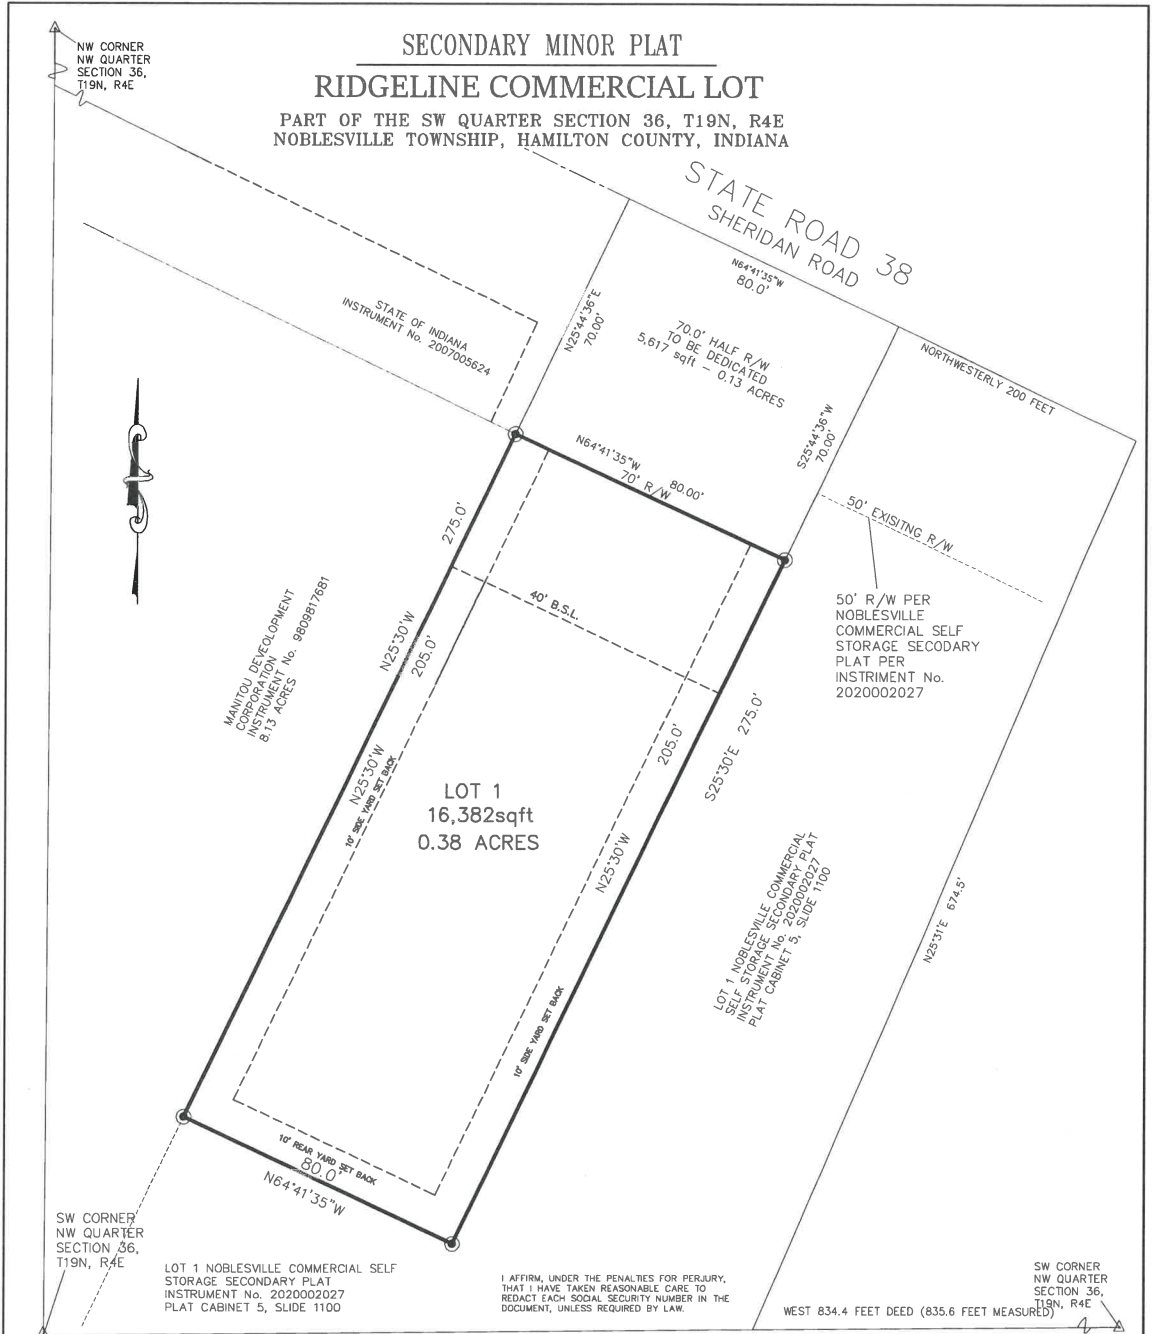 NW CORNER
NW QUARTER
SECTION 36,
T19N, R4E
SECONDARY MINOR PLAT
RIDGELINE COMMERCIAL LOT
PART OF THE SW QUARTER SECTION 36, T19N, R4E
NOBLESVILLE TOWNSHIP, HAMILTON COUNTY, INDIANA
STATE ROAD 38
SHERIDAN ROAD
N64°41'35"W
80.0'
STATE OF INDIANA
INSTRUMENT No. 2007005624
N25°44'36"E
70.00'
70.0' HALF R/W
TO BE DEDICATED
5,617 sqft - 0.13 ACRES
NORTHWESTERLY 200 FEET
S25°44'36"W
70.00'
N64°41'35"W
80.00'
70' R/W
50' EXISITNG R/W
275.0'
40' B.S.L.
50' R/W PER
NOBLESVILLE
COMMERCIAL SELF
STORAGE SECODARY
PLAT PER
INSTRIMENT No.
2020002027
MANITOU DEVEOLOPMENT
CORPORATION
INSTRUMENT No. 9809817681
8.13 ACRES
N25°30'W
205.0'
N25°30'W
10' SIDE YARD SET BACK
205.0'
S25°30'E 275.0'
LOT 1
16,382sqft
0.38 ACRES
N25°30'W
LOT 1 NOBLESVILLE COMMERCIAL
SELF STORAGE SECONDARY PLAT
INSTRUMENT No. 2020002027
PLAT CABINET 5, SLIDE 1100
N25°31'E 674.5'
10' SIDE YARD SET BACK
10' REAR YARD SET BACK
80.0'
N64°41'35"W
SW CORNER
NW QUARTER
SECTION 36,
T19N, R4E
LOT 1 NOBLESVILLE COMMERCIAL SELF
STORAGE SECONDARY PLAT
INSTRUMENT No. 2020002027
PLAT CABINET 5, SLIDE 1100
I AFFIRM, UNDER THE PENALTIES FOR PERJURY,
THAT I HAVE TAKEN REASONABLE CARE TO
REDACT EACH SOCIAL SECURITY NUMBER IN THE
DOCUMENT, UNLESS REQUIRED BY LAW.
WEST 834.4 FEET DEED (835.6 FEET MEASURED)
SW CORNER
NW QUARTER
SECTION 36,
T19N, R4E